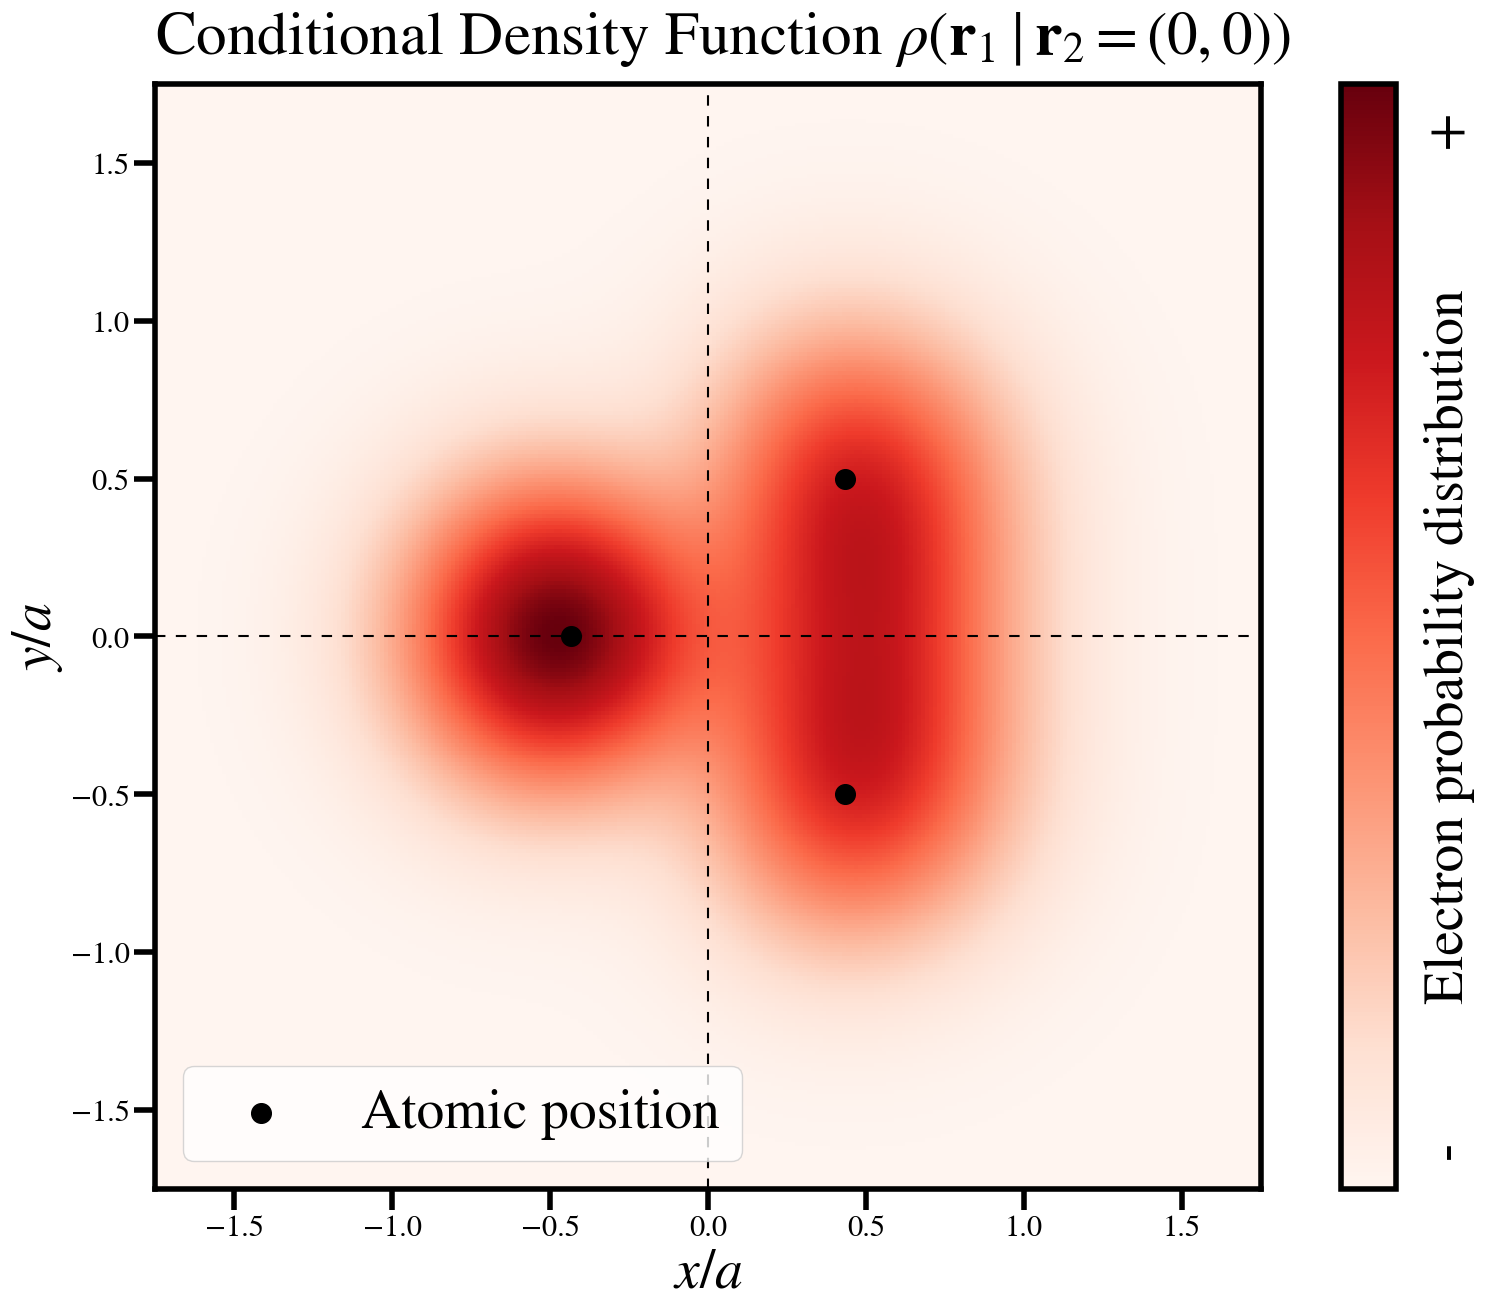 Conditional Density Function ρ(r₁ | r₂ = (0, 0))
1.5
1.0
0.5
0.0
−0.5
−1.0
−1.5
y/a
Atomic position
−1.5
−1.0
−0.5
0.0
0.5
1.0
1.5
x/a
- Electron probability distribution +